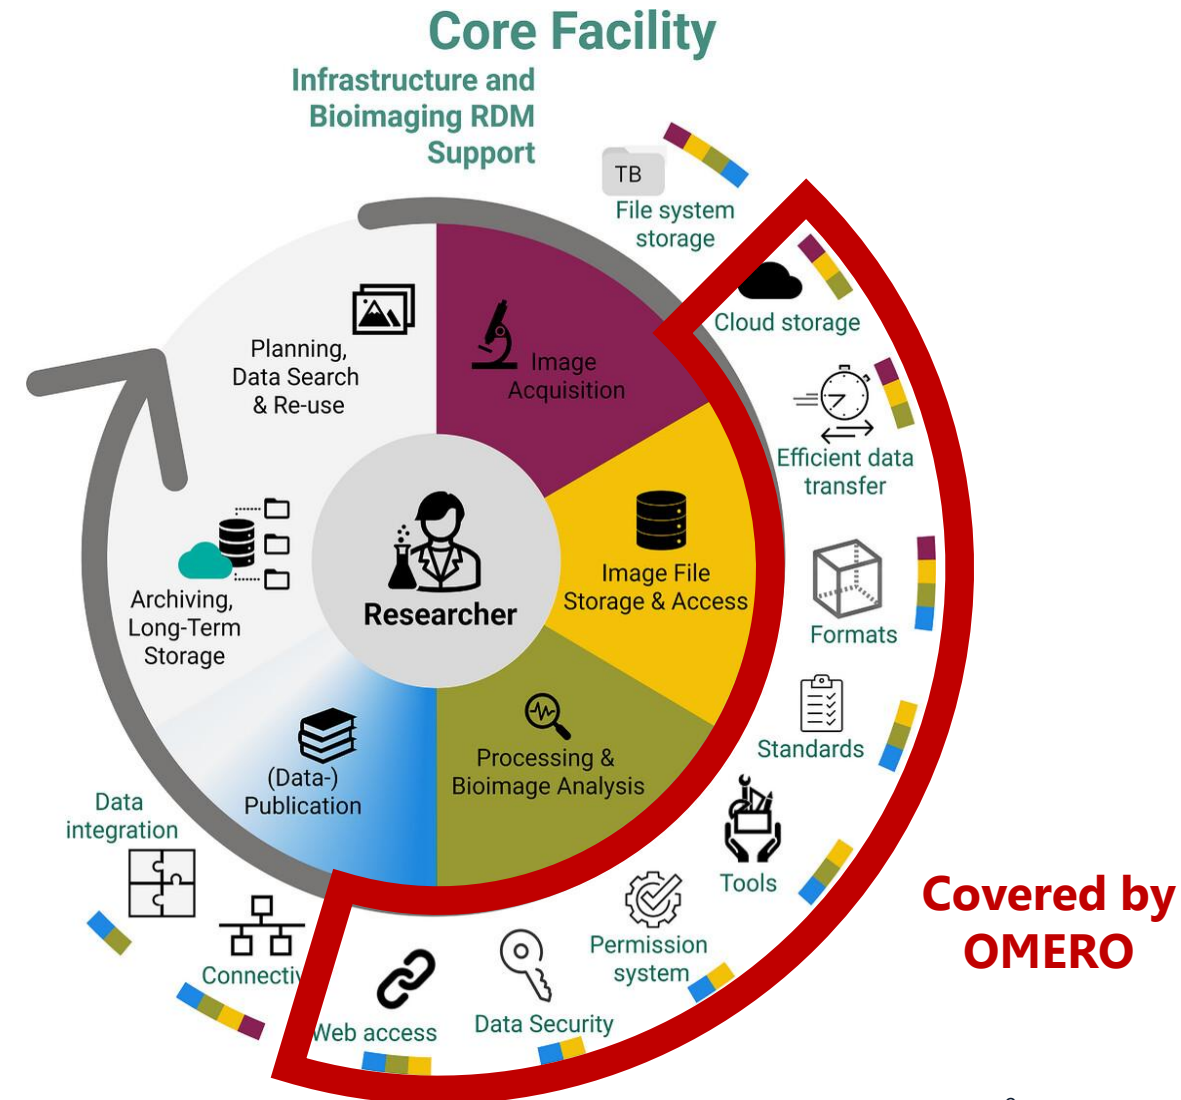 Core Facility
Infrastructure and
Bioimaging RDM
Support
TB
File system
storage
Cloud storage
Efficient data
transfer
Formats
Standards
Tools
Permission
system
Data Security
Web access
Data
integration
Planning,
Data Search
& Re-use
Image
Acquisition
Image File
Storage & Access
Processing &
Bioimage Analysis
(Data-)
Publication
Archiving,
Long-Term
Storage
Researcher
Covered by
OMERO